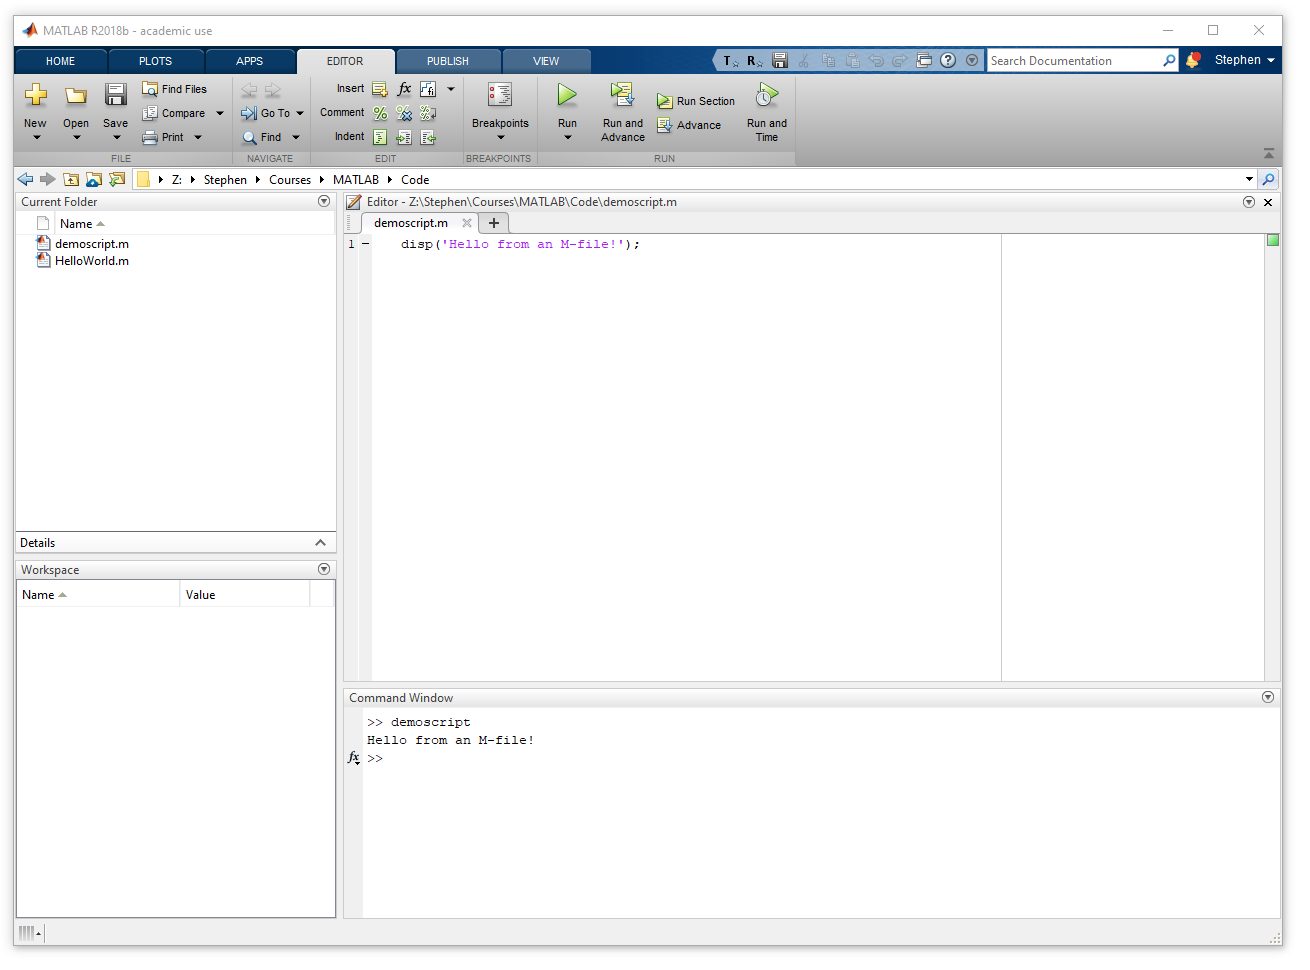 MATLAB R2018b - academic use
HOME PLOTS APPS EDITOR PUBLISH VIEW Search Documentation Stephen
New Open Save Find Files Compare Print
FILE
Go To Find
NAVIGATE
Insert fx
Comment
Indent
EDIT
Breakpoints
BREAKPOINTS
Run Run and Advance Run Section Advance Run and Time
RUN
Z: Stephen Courses MATLAB Code
Current Folder
Name
demoscript.m
HelloWorld.m
Details
Workspace
Name Value
Editor - Z:\Stephen\Courses\MATLAB\Code\demoscript.m
demoscript.m +
1 – disp('Hello from an M-file!');
Command Window
>> demoscript
Hello from an M-file!
fx >>